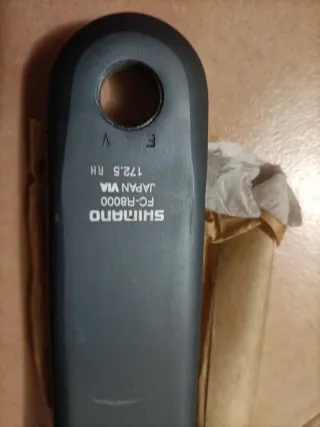 SHIMANO
FC-R8000
JAPAN VIA
172.5 RH
V E